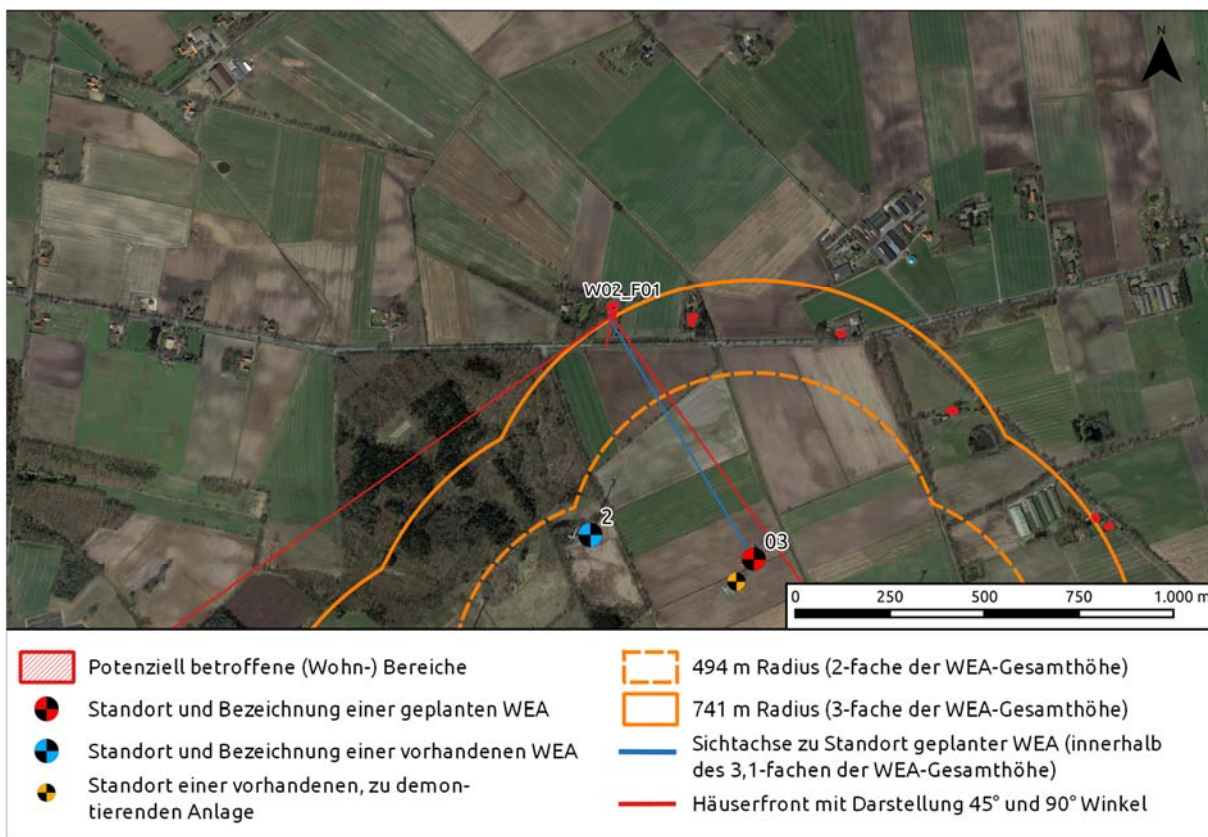 N
W02_F01
2
03
0 250 500 750 1.000 m
Potenziell betroffene (Wohn-) Bereiche
Standort und Bezeichnung einer geplanten WEA
Standort und Bezeichnung einer vorhandenen WEA
Standort einer vorhandenen, zu demon-
tierenden Anlage
494 m Radius (2-fache der WEA-Gesamthöhe)
741 m Radius (3-fache der WEA-Gesamthöhe)
Sichtachse zu Standort geplanter WEA (innerhalb
des 3,1-fachen der WEA-Gesamthöhe)
Häuserfront mit Darstellung 45° und 90° Winkel